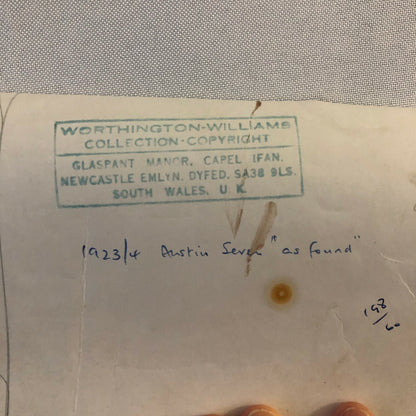 WORTHINGTON-WILLIAMS
COLLECTION·COPYRIGHT
GLASPANT MANOR, CAPEL IFAN,
NEWCASTLE EMLYN, DYFED, SA38 9LS.
SOUTH WALES, U.K.
1923/4 Austin Seven "as found"